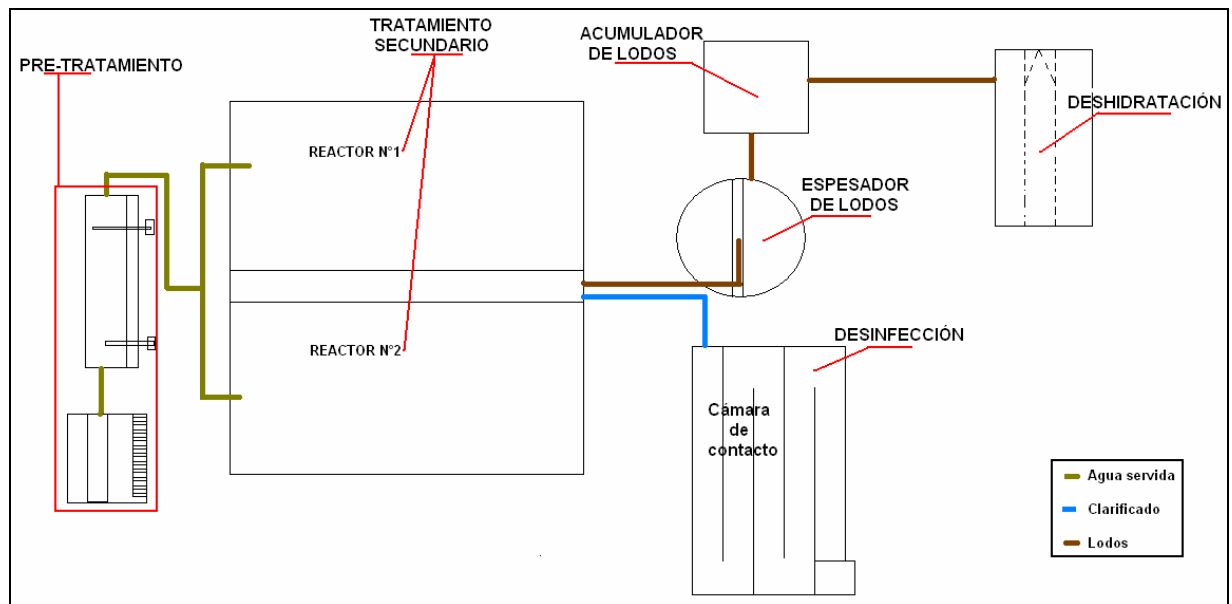 TRATAMIENTO
SECUNDARIO
ACUMULADOR
DE LODOS
PRE-TRATAMIENTO
DESHIDRATACIÓN
REACTOR N°1
ESPESADOR
DE LODOS
REACTOR N°2
DESINFECCIÓN
Cámara
de
contacto
Agua servida
Clarificado
Lodos